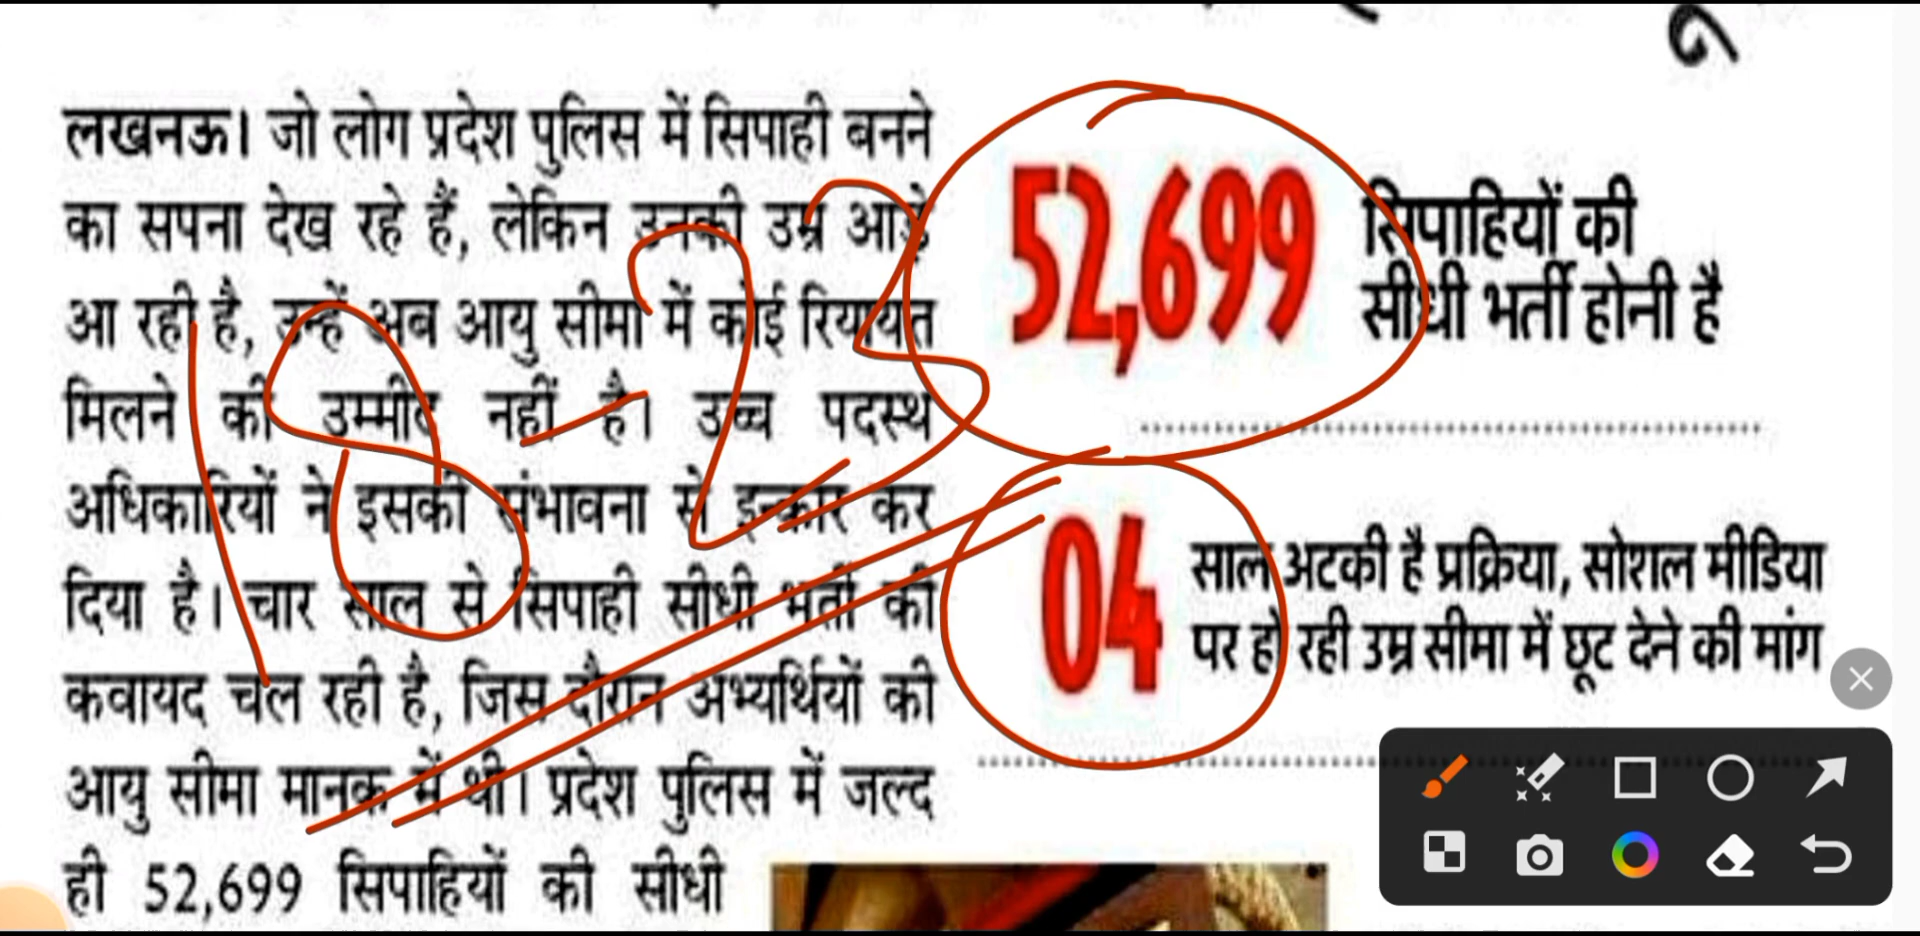 लखनऊ। जो लोग प्रदेश पुलिस में सिपाही बनने
का सपना देख रहे हैं, लेकिन उनकी उम्र आड़े
आ रही है, उन्हें अब आयु सीमा में कोई रियायत
मिलने की उम्मीद नहीं है। उच्च पदस्थ
अधिकारियों ने इसकी संभावना से इन्कार कर
दिया है। चार साल से सिपाही सीधी भर्ती की
कवायद चल रही है, जिस दौरान अभ्यर्थियों की
आयु सीमा मानक में थी। प्रदेश पुलिस में जल्द
ही 52,699 सिपाहियों की सीधी
18-23
52,699 सिपाहियों की
सीधी भर्ती होनी है
04 साल अटकी है प्रक्रिया, सोशल मीडिया
पर हो रही उम्र सीमा में छूट देने की मांग